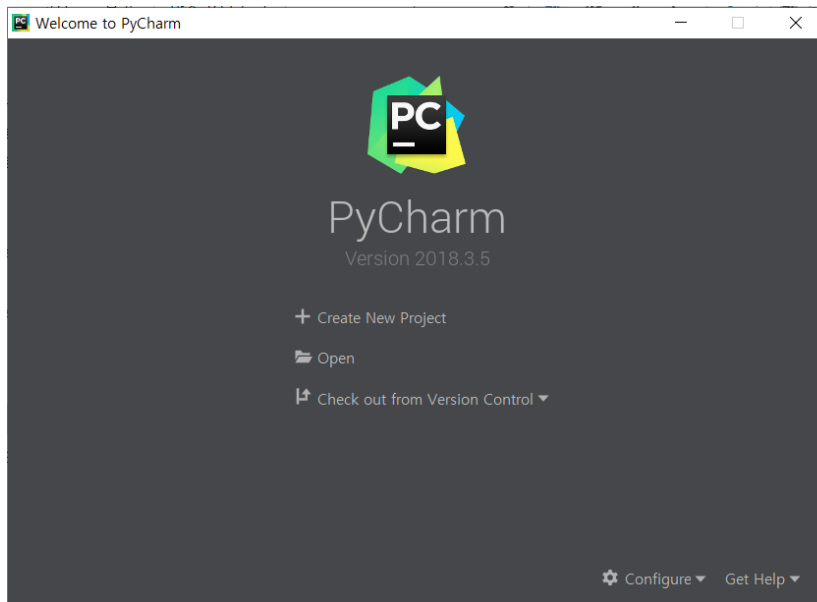 Welcome to PyCharm
PC
PyCharm
Version 2018.3.5
Create New Project
Open
Check out from Version Control
Configure
Get Help